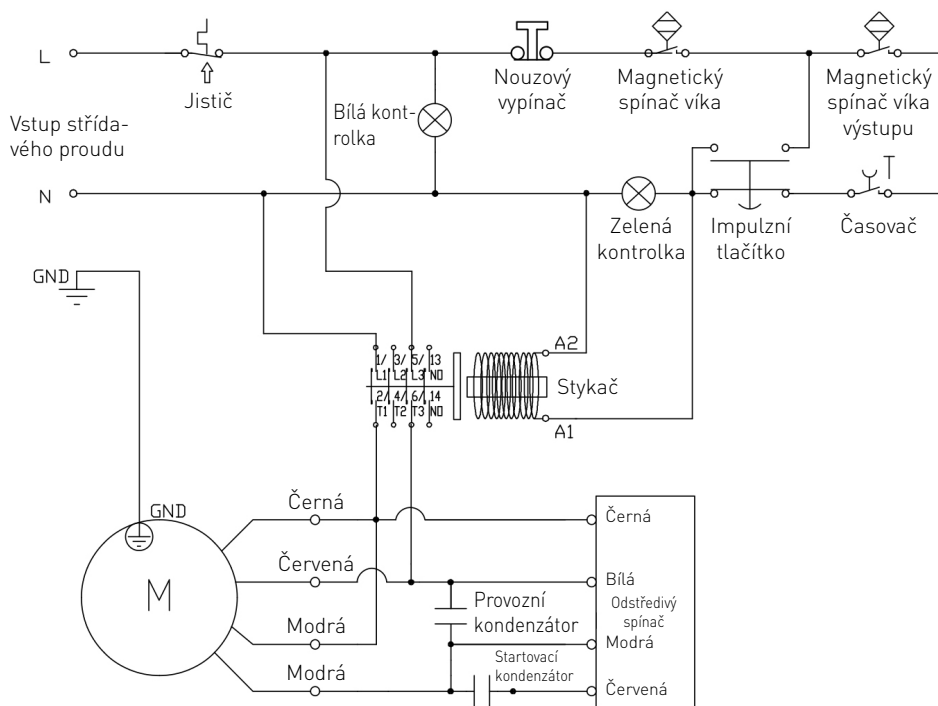 L
Jistič
Vstup střída-
vého proudu
Bílá kont-
rolka
Nouzový
vypínač
Magnetický
spínač víka
Magnetický
spínač víka
výstupu
N
Zelená
kontrolka
Impulzní
tlačítko
Časovač
GND
1/ 3/ 5/ 13
L1 L2 L3 NO
2/ 4/ 6/ 14
T1 T2 T3 NO
A2
Stykač
A1
GND
M
Černá
Červená
Modrá
Modrá
Provozní
kondenzátor
Startovací
kondenzátor
Černá
Bílá
Odstředivý
spínač
Modrá
Červená